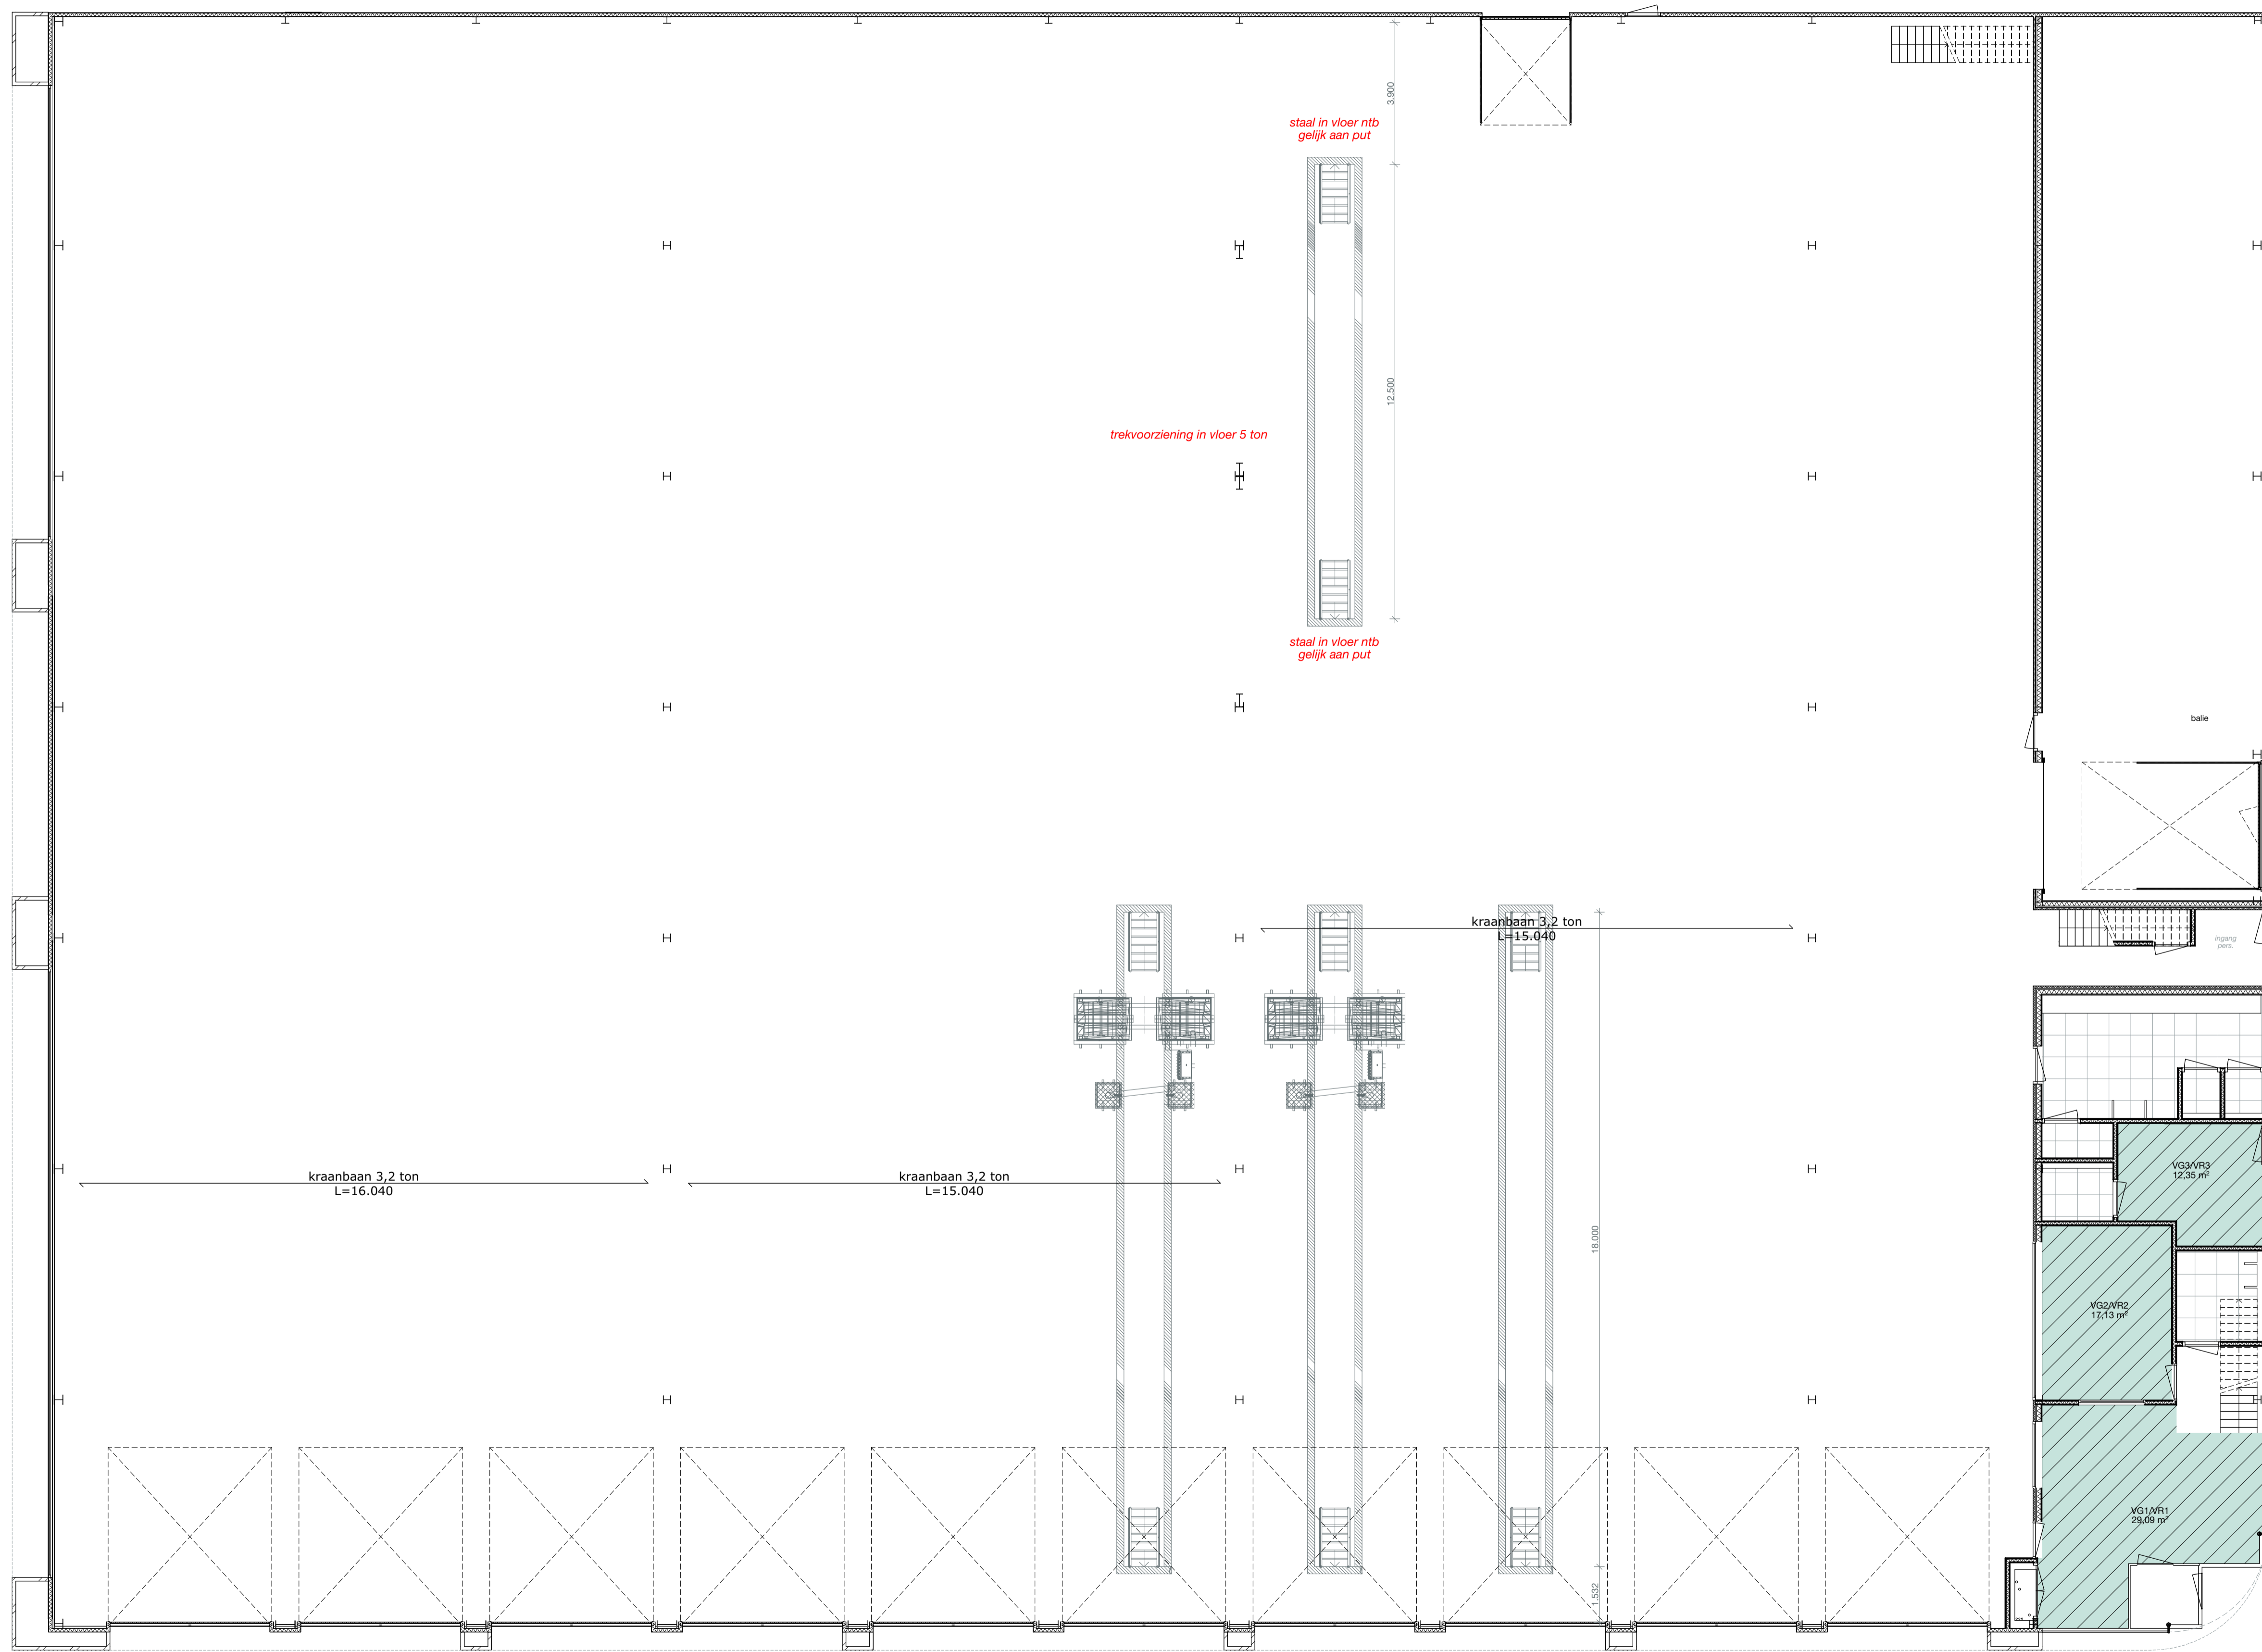 3.900
staal in vloer ntb
gelijk aan put
12.500
trekvoorziening in vloer 5 ton
staal in vloer ntb
gelijk aan put
balie
kraanbaan 3,2 ton
L=15.040
ingang
pers.
kraanbaan 3,2 ton
L=16.040
kraanbaan 3,2 ton
L=15.040
VG3/VR3
12,35 m²
18.000
VG2/VR2
17,13 m²
VG1/VR1
29,09 m²
1.532